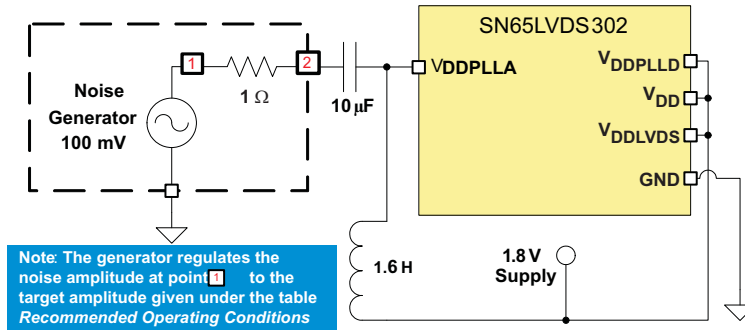 SN65LVDS302
1
2
VDDPLLA
VDDPLLD
VDD
VDDLVDS
GND
1 Ω
10 μF
Noise
Generator
100 mV
1.6 H
1.8 V
Supply
Note: The generator regulates the
noise amplitude at point 1 to the
target amplitude given under the table
Recommended Operating Conditions